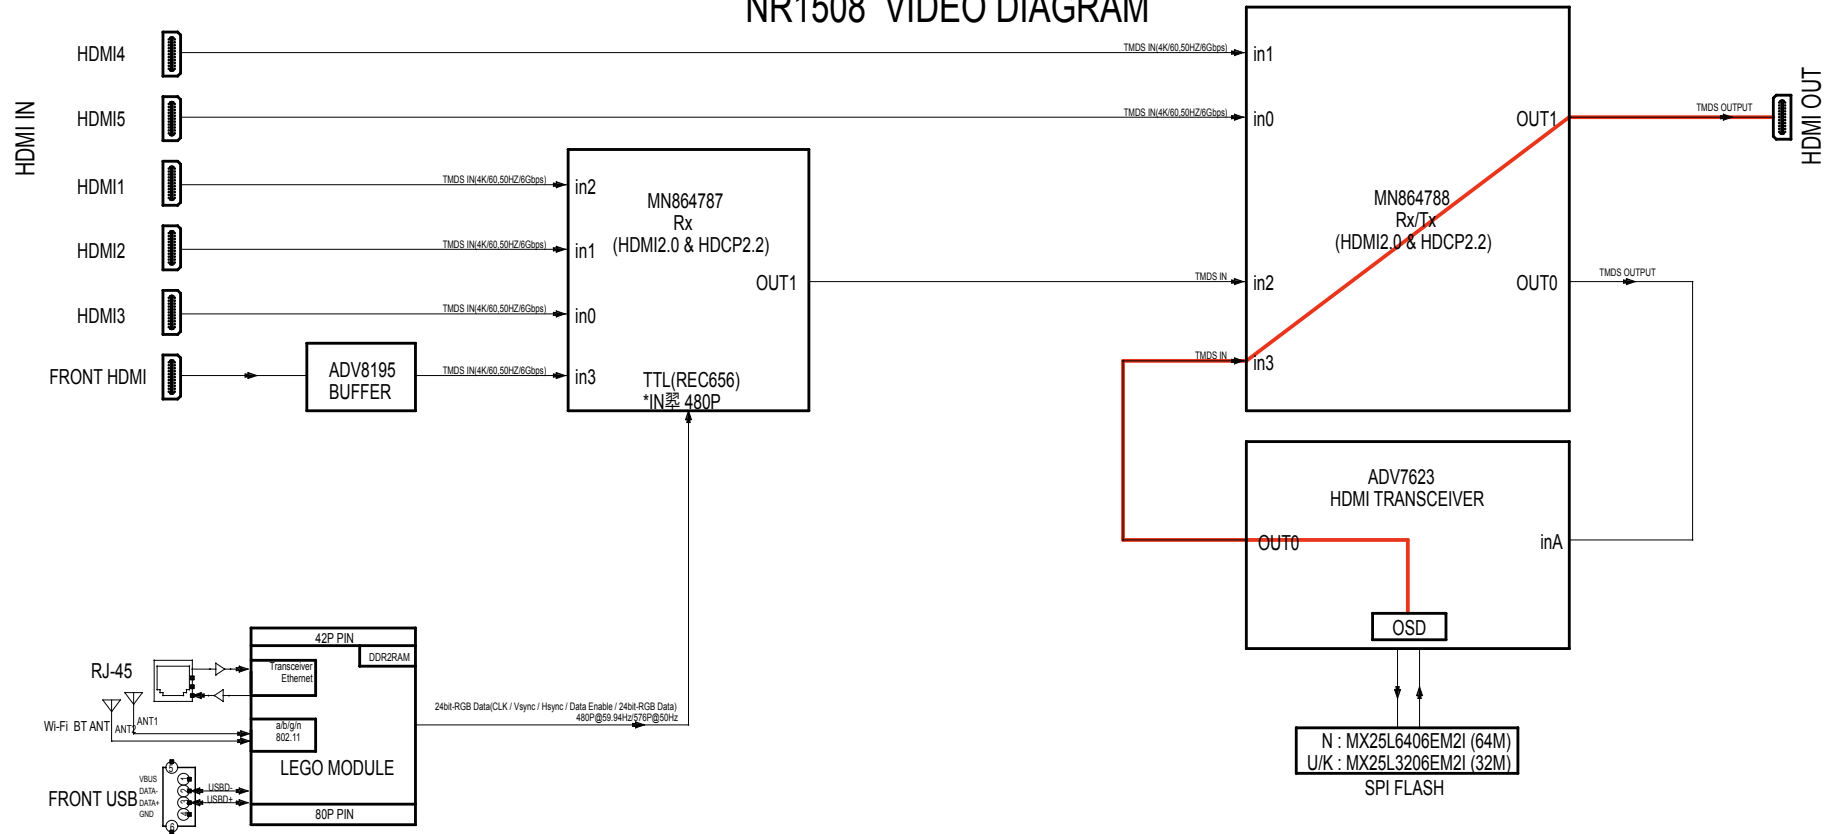 NR1508 VIDEO DIAGRAM
HDMI IN
HDMI4
TMDS IN(4K/60,50HZ/6Gbps)
in1
HDMI5
TMDS IN(4K/60,50HZ/6Gbps)
in0
OUT1
TMDS OUTPUT
HDMI OUT
HDMI1
TMDS IN(4K/60,50HZ/6Gbps)
in2
MN864787
Rx
(HDMI2.0 & HDCP2.2)
MN864788
Rx/Tx
(HDMI2.0 & HDCP2.2)
HDMI2
TMDS IN(4K/60,50HZ/6Gbps)
in1
OUT1
TMDS IN
in2
OUT0
TMDS OUTPUT
HDMI3
TMDS IN(4K/60,50HZ/6Gbps)
in0
TMDS IN
in3
FRONT HDMI
ADV8195
BUFFER
TMDS IN(4K/60,50HZ/6Gbps)
in3
TTL(REC656)
*IN 480P
ADV7623
HDMI TRANSCEIVER
OUT0
inA
OSD
42P PIN
DDR2RAM
RJ-45
Transceiver
Ethernet
Wi-Fi BT ANT
ANT1
ANT2
a/b/g/n
802.11
24bit-RGB Data(CLK / Vsync / Hsync / Data Enable / 24bit-RGB Data)
480P@59.94Hz/576P@50Hz
LEGO MODULE
FRONT USB
VBUS
DATA-
DATA+
GND
5
1
2
3
4
6
USBD-
USBD+
80P PIN
N : MX25L6406EM2I (64M)
U/K : MX25L3206EM2I (32M)
SPI FLASH